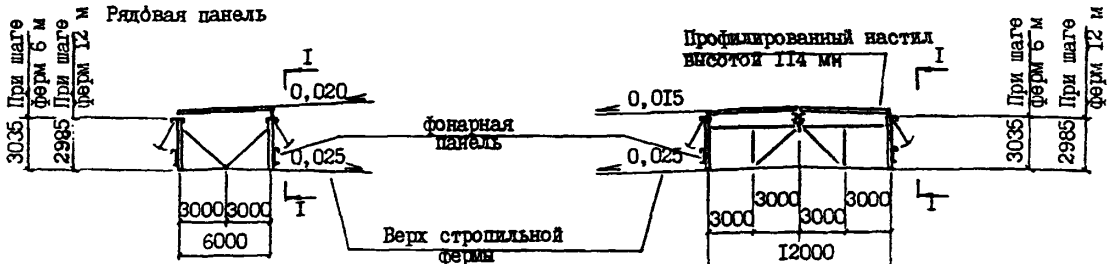 Рядовая панель
При шаге
ферм 6 м
При шаге
ферм 12 м
3035
2985
I
0,020
0,025
I
3000 3000
6000
фонарная
панель
Верх стропильной
фермы
Профилированный настил
высотой 114 мм
0,015
0,025
I
I
3000
3000
3000
3000
12000
При шаге
ферм 6 м
При шаге
ферм 12 м
3035
2985